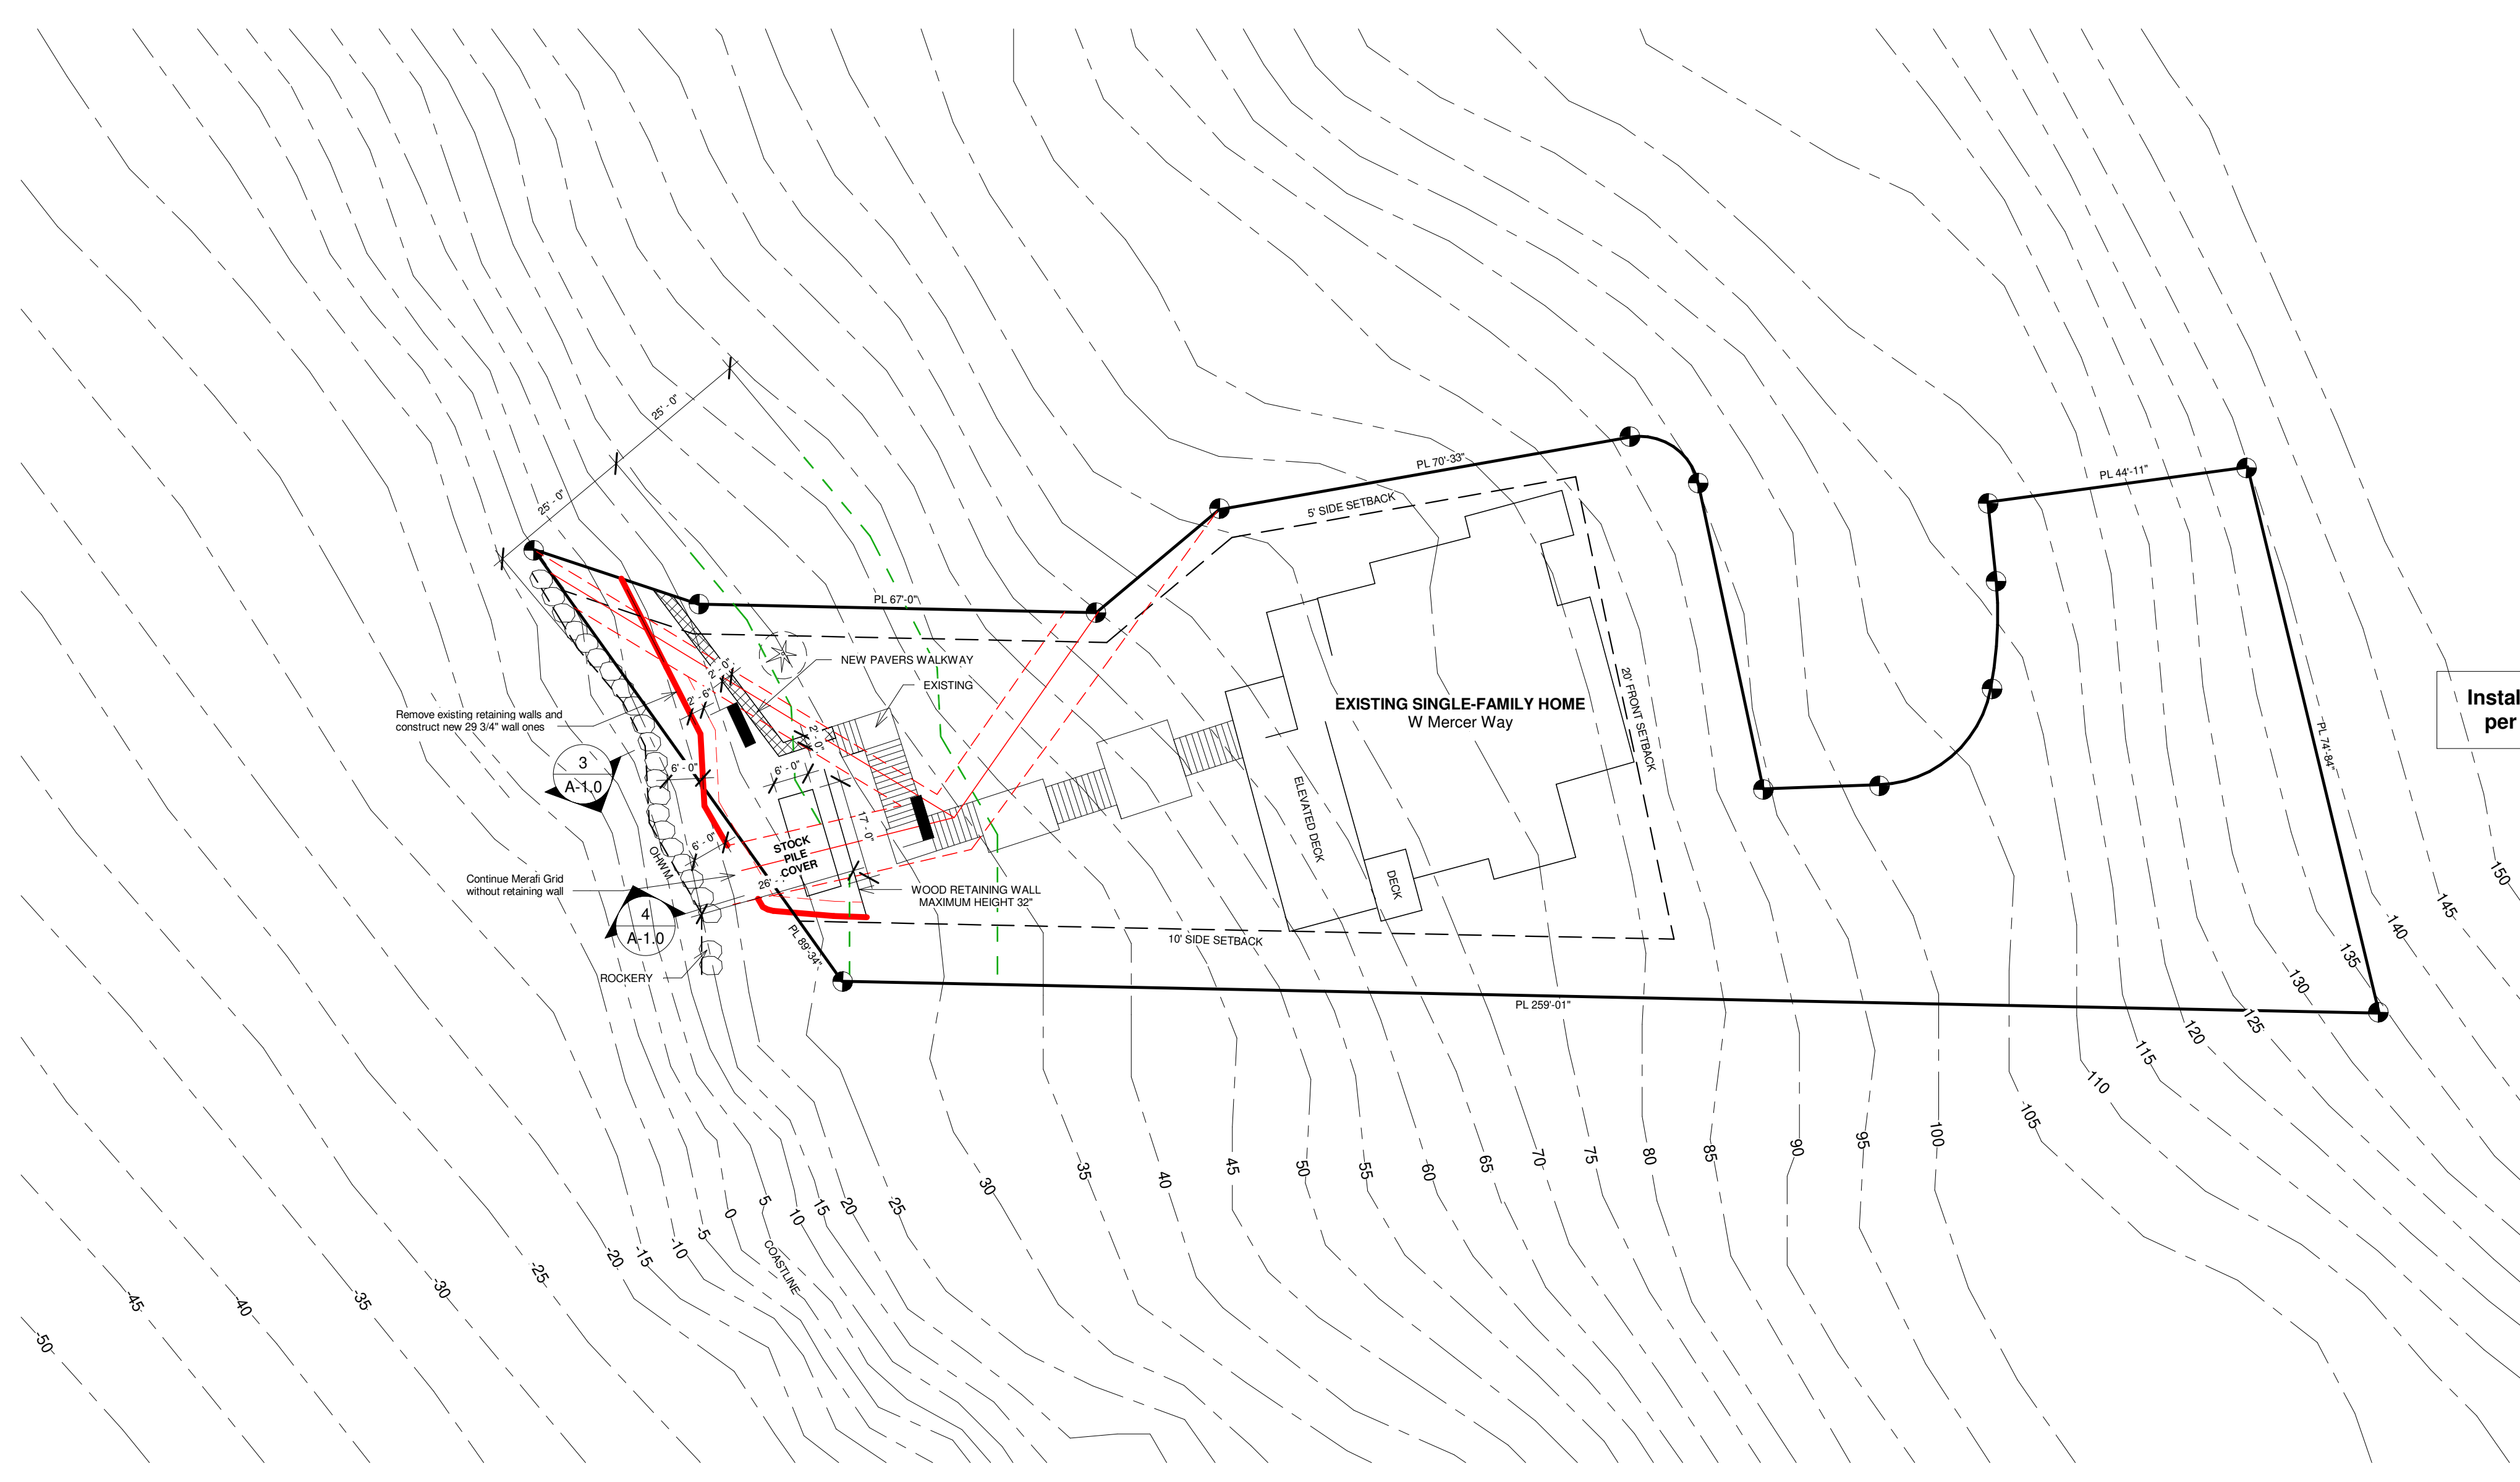 25' - 0"
25' - 0"
PL 70'-33"
PL 44'-11"
5' SIDE SETBACK
PL 67'-0"
NEW PAVERS WALKWAY
EXISTING
2' - 0"
2' - 6"
Remove existing retaining walls and
construct new 29 3/4" wall ones
EXISTING SINGLE-FAMILY HOME
W Mercer Way
20' FRONT SETBACK
Instal
per
PL 74'-84"
2' - 0"
6' - 0"
6' - 0"
3
A-1.0
ELEVATED DECK
17' - 0"
6' - 0"
STOCK
PILE
COVER
OHWM
26' -
Continue Merafi Grid
without retaining wall
WOOD RETAINING WALL
MAXIMUM HEIGHT 32"
DECK
4
A-1.0
10' SIDE SETBACK
PL 89'-34"
ROCKERY
PL 259'-01"
150
145
140
135
130
125
120
115
110
105
100
95
90
85
80
75
70
65
60
55
50
45
40
35
30
25
20
15
10
5
0
-5
-10
-15
-20
-25
-30
-35
-40
-45
-50
COASTLINE